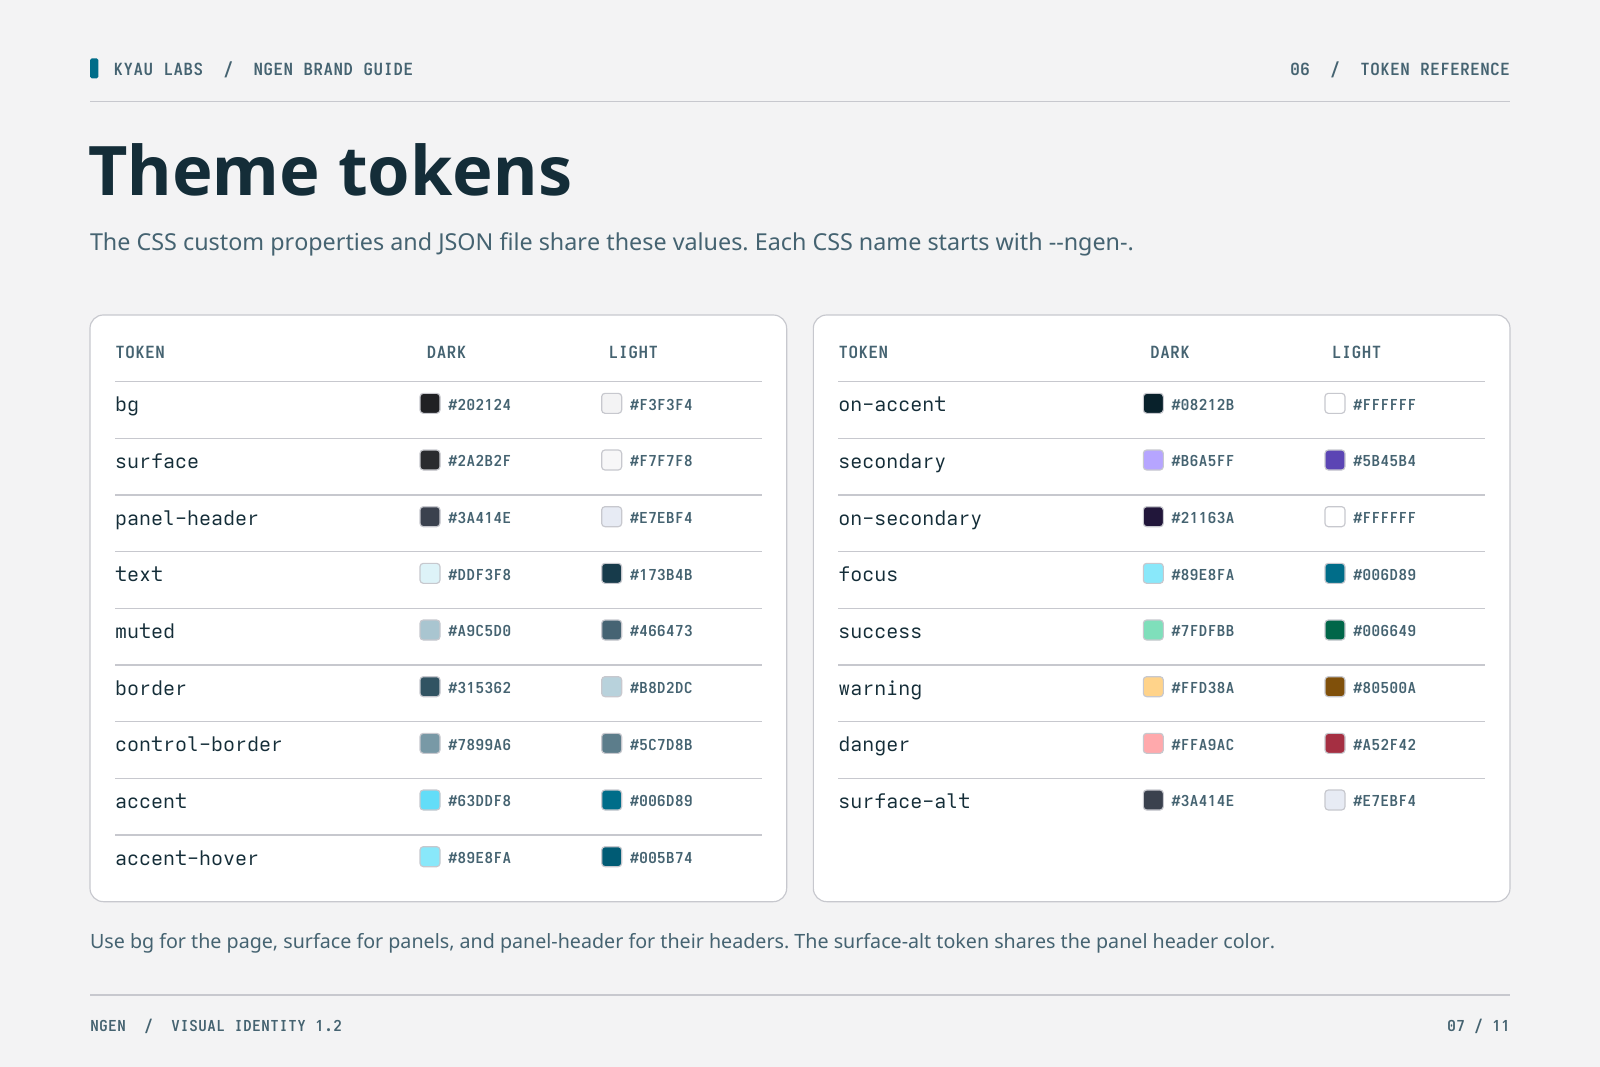 KYAU LABS / NGEN BRAND GUIDE
06 / TOKEN REFERENCE
Theme tokens
The CSS custom properties and JSON file share these values. Each CSS name starts with --ngen-.
TOKEN DARK LIGHT
bg #202124 #F3F3F4
surface #2A2B2F #F7F7F8
panel-header #3A414E #E7EBF4
text #DDF3F8 #173B4B
muted #A9C5D0 #466473
border #315362 #B8D2DC
control-border #7899A6 #5C7D8B
accent #63DDF8 #006D89
accent-hover #89E8FA #005B74
TOKEN DARK LIGHT
on-accent #08212B #FFFFFF
secondary #B6A5FF #5B45B4
on-secondary #21163A #FFFFFF
focus #89E8FA #006D89
success #7FDFBB #006649
warning #FFD38A #80500A
danger #FFA9AC #A52F42
surface-alt #3A414E #E7EBF4
Use bg for the page, surface for panels, and panel-header for their headers. The surface-alt token shares the panel header color.
NGEN / VISUAL IDENTITY 1.2
07 / 11